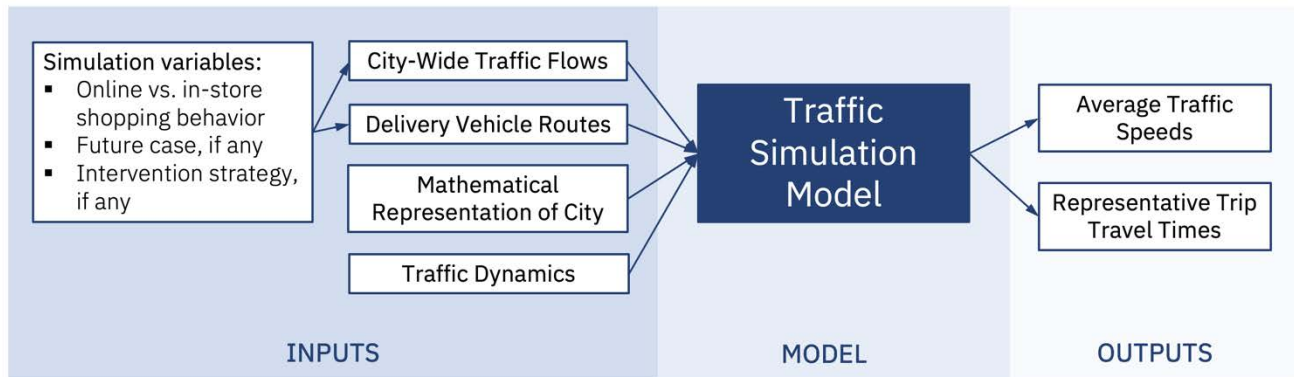 Simulation variables:
▪ Online vs. in-store
shopping behavior
▪ Future case, if any
▪ Intervention strategy,
if any
City-Wide Traffic Flows
Delivery Vehicle Routes
Mathematical
Representation of City
Traffic Dynamics
Traffic
Simulation
Model
Average Traffic
Speeds
Representative Trip
Travel Times
INPUTS
MODEL
OUTPUTS